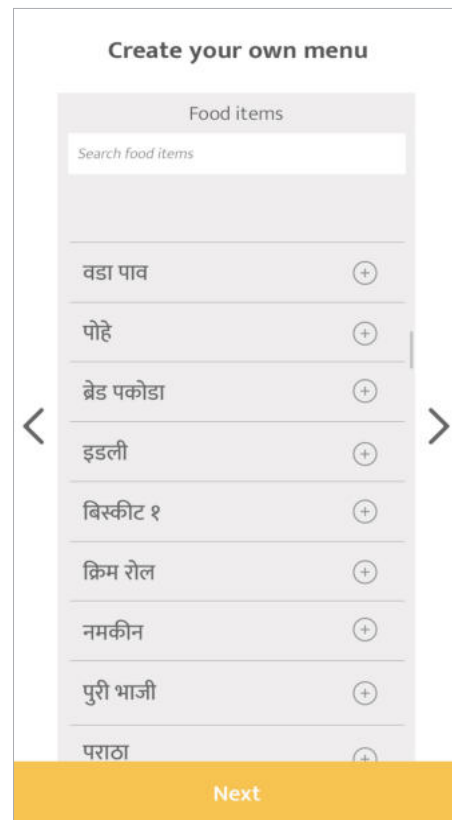 Create your own menu
Food items
Search food items
वडा पाव
पोहे
ब्रेड पकोडा
इडली
बिस्कीट १
क्रिम रोल
नमकीन
पुरी भाजी
पराठा
Next